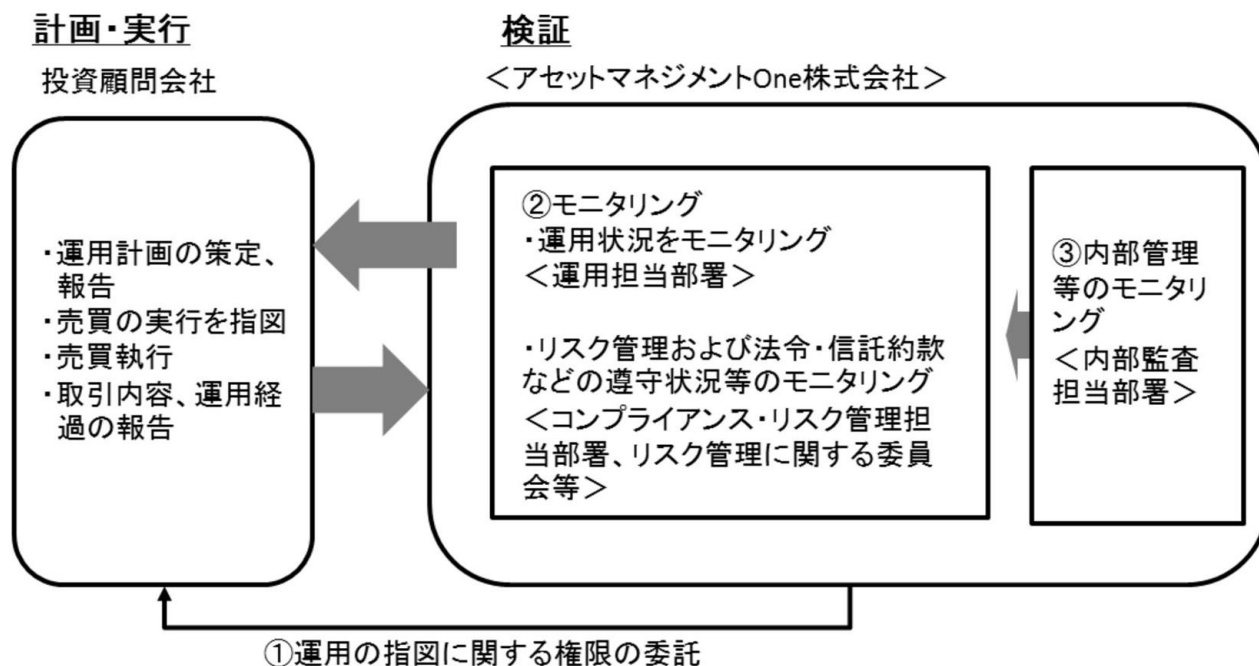 計画・実行
投資顧問会社
・運用計画の策定、
報告
・売買の実行を指図
・売買執行
・取引内容、運用経
過の報告
検証
＜アセットマネジメントOne株式会社＞
②モニタリング
・運用状況をモニタリング
＜運用担当部署＞
・リスク管理および法令・信託約款
などの遵守状況等のモニタリング
＜コンプライアンス・リスク管理担
当部署、リスク管理に関する委員
会等＞
③内部管理
等のモニタリ
ング
＜内部監査
担当部署＞
①運用の指図に関する権限の委託